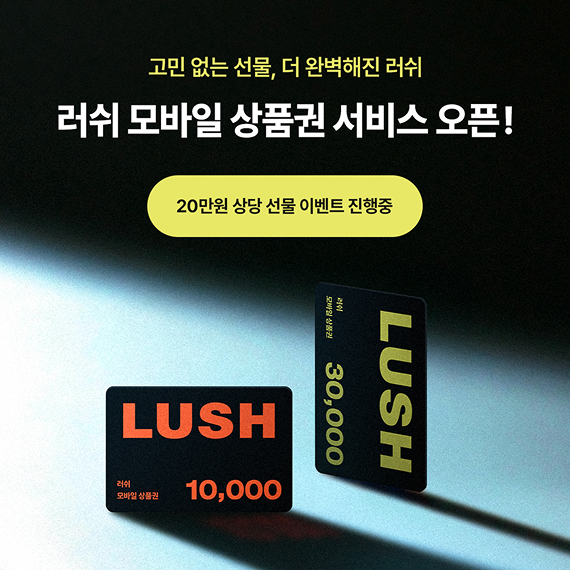 고민 없는 선물, 더 완벽해진 러쉬
러쉬 모바일 상품권 서비스 오픈!
20만원 상당 선물 이벤트 진행중
LUSH
러쉬
모바일 상품권
10,000
LUSH
러쉬
모바일 상품권
30,000